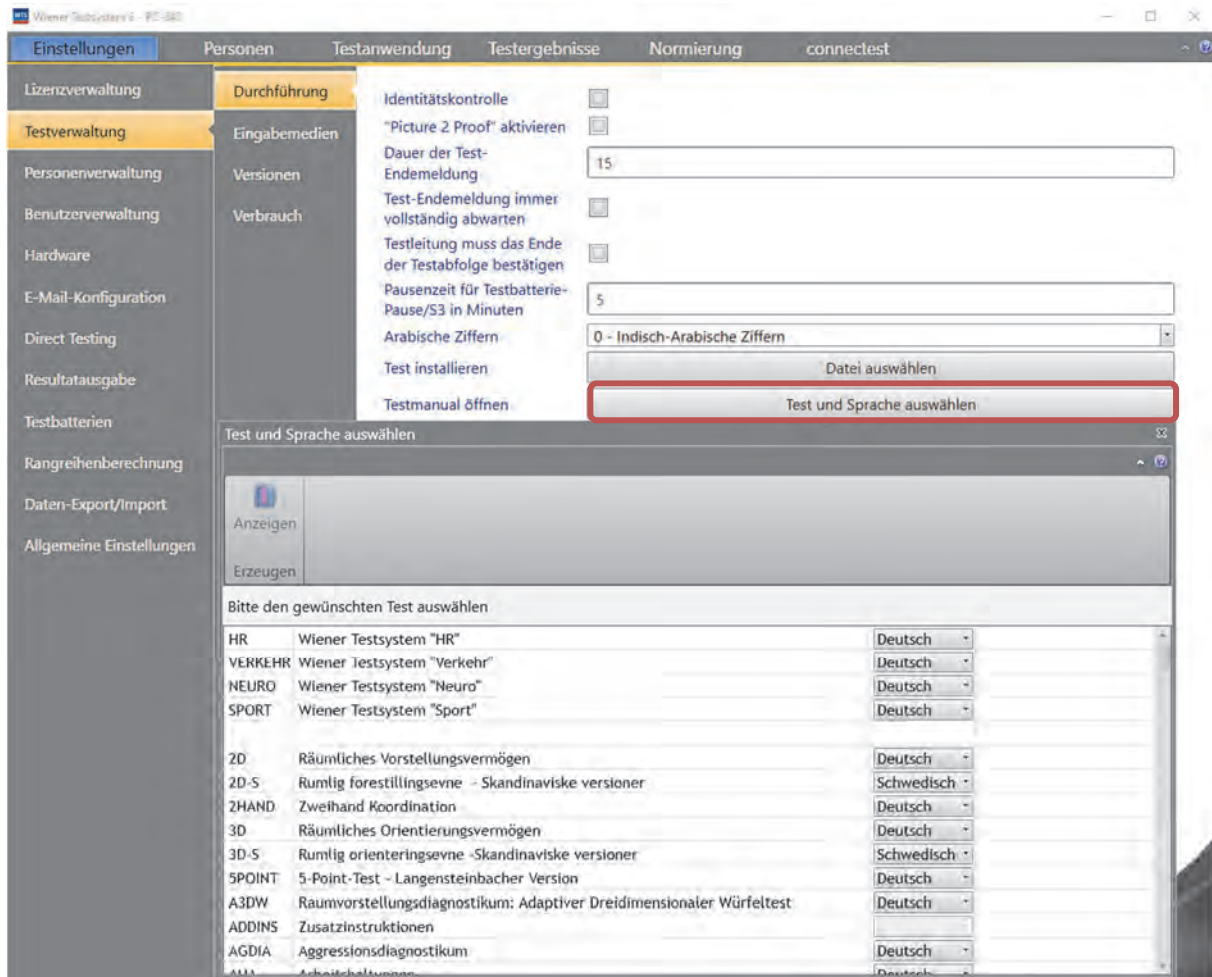 WTS Wiener Testsystem 6 -
Einstellungen Personen Testanwendung Testergebnisse Normierung connectest
Lizenzverwaltung
Testverwaltung
Personenverwaltung
Benutzerverwaltung
Hardware
E-Mail-Konfiguration
Direct Testing
Resultatausgabe
Testbatterien
Rangreihenberechnung
Daten-Export/Import
Allgemeine Einstellungen
Durchführung
Eingabemedien
Versionen
Verbrauch
Identitätskontrolle
"Picture 2 Proof" aktivieren
Dauer der Test-
Endemeldung 15
Test-Endemeldung immer
vollständig abwarten
Testleitung muss das Ende
der Testabfolge bestätigen
Pausenzeit für Testbatterie-
Pause/S3 in Minuten 5
Arabische Ziffern 0 - Indisch-Arabische Ziffern
Test installieren Datei auswählen
Testmanual öffnen Test und Sprache auswählen
Test und Sprache auswählen
Anzeigen
Erzeugen
Bitte den gewünschten Test auswählen
HR Wiener Testsystem "HR" Deutsch
VERKEHR Wiener Testsystem "Verkehr" Deutsch
NEURO Wiener Testsystem "Neuro" Deutsch
SPORT Wiener Testsystem "Sport" Deutsch
2D Räumliches Vorstellungsvermögen Deutsch
2D-S Rumlig forestillingsevne - Skandinaviske versioner Schwedisch
2HAND Zweihand Koordination Deutsch
3D Räumliches Orientierungsvermögen Deutsch
3D-S Rumlig orienteringsevne -Skandinaviske versioner Schwedisch
5POINT 5-Point-Test - Langensteinbacher Version Deutsch
A3DW Raumvorstellungsdiagnostikum: Adaptiver Dreidimensionaler Würfeltest Deutsch
ADDINS Zusatzinstruktionen
AGDIA Aggressionsdiagnostikum Deutsch